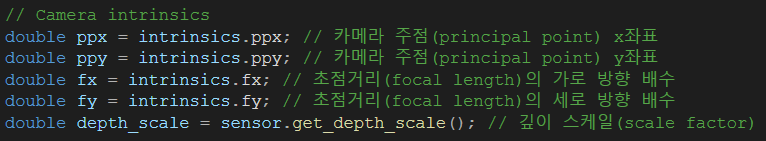 // Camera intrinsics
double ppx = intrinsics.ppx; // 카메라 주점(principal point) x좌표
double ppy = intrinsics.ppy; // 카메라 주점(principal point) y좌표
double fx = intrinsics.fx; // 초점거리(focal length)의 가로 방향 배수
double fy = intrinsics.fy; // 초점거리(focal length)의 세로 방향 배수
double depth_scale = sensor.get_depth_scale(); // 깊이 스케일(scale factor)